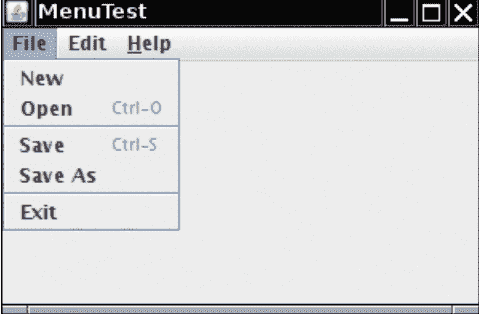 MenuTest
File Edit Help
New
Open Ctrl-O
Save Ctrl-S
Save As
Exit